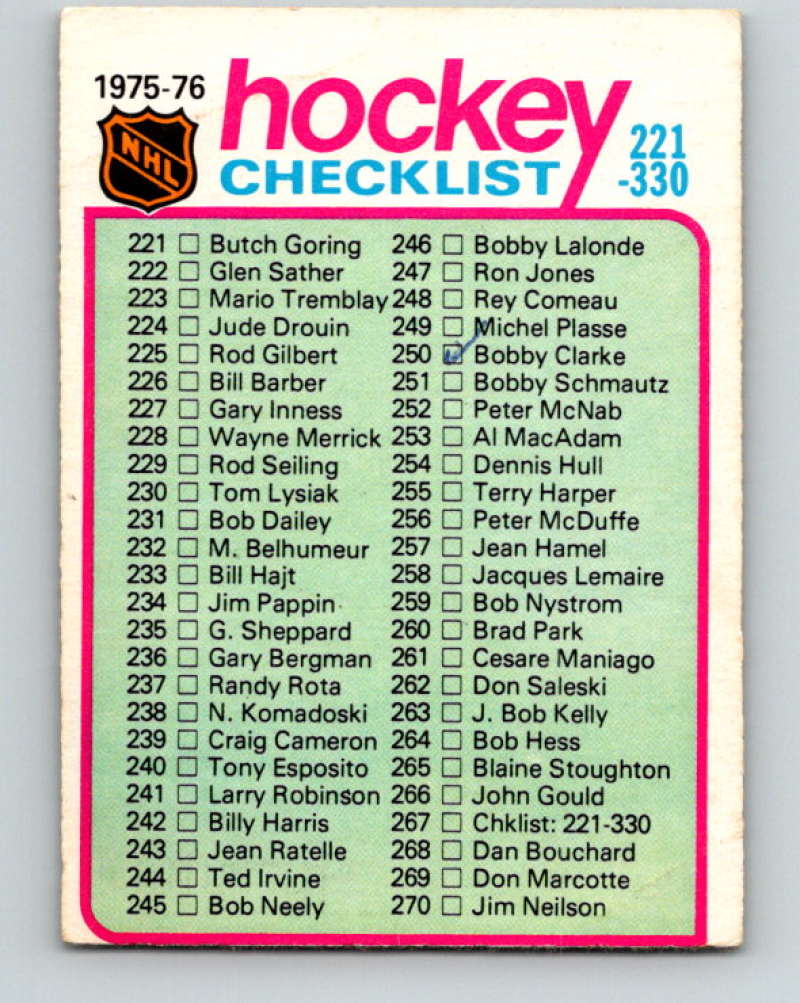 1975-76 hockey
NHL
CHECKLIST
221
-330
221 Butch Goring
222 Glen Sather
223 Mario Tremblay
224 Jude Drouin
225 Rod Gilbert
226 Bill Barber
227 Gary Inness
228 Wayne Merrick
229 Rod Seiling
230 Tom Lysiak
231 Bob Dailey
232 M. Belhumeur
233 Bill Hajt
234 Jim Pappin
235 G. Sheppard
236 Gary Bergman
237 Randy Rota
238 N. Komadoski
239 Craig Cameron
240 Tony Esposito
241 Larry Robinson
242 Billy Harris
243 Jean Ratelle
244 Ted Irvine
245 Bob Neely
246 Bobby Lalonde
247 Ron Jones
248 Rey Comeau
249 Michel Plasse
250 Bobby Clarke
251 Bobby Schmautz
252 Peter McNab
253 Al MacAdam
254 Dennis Hull
255 Terry Harper
256 Peter McDuffe
257 Jean Hamel
258 Jacques Lemaire
259 Bob Nystrom
260 Brad Park
261 Cesare Maniago
262 Don Saleski
263 J. Bob Kelly
264 Bob Hess
265 Blaine Stoughton
266 John Gould
267 Chklist: 221-330
268 Dan Bouchard
269 Don Marcotte
270 Jim Neilson